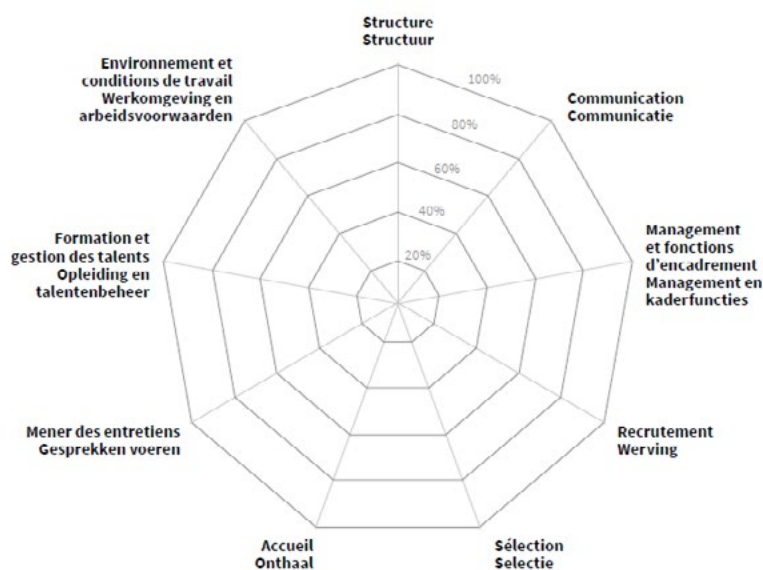 Structure
Structuur
Environnement et
conditions de travail
Werkomgeving en
arbeidsvoorwaarden
100%
Communication
Communicatie
80%
60%
40%
20%
Formation et
gestion des talents
Opleiding en
talentenbeheer
Management
et fonctions
d'encadrement
Management en
kaderfuncties
Mener des entretiens
Gesprekken voeren
Recrutement
Werving
Accueil
Onthaal
Sélection
Selectie